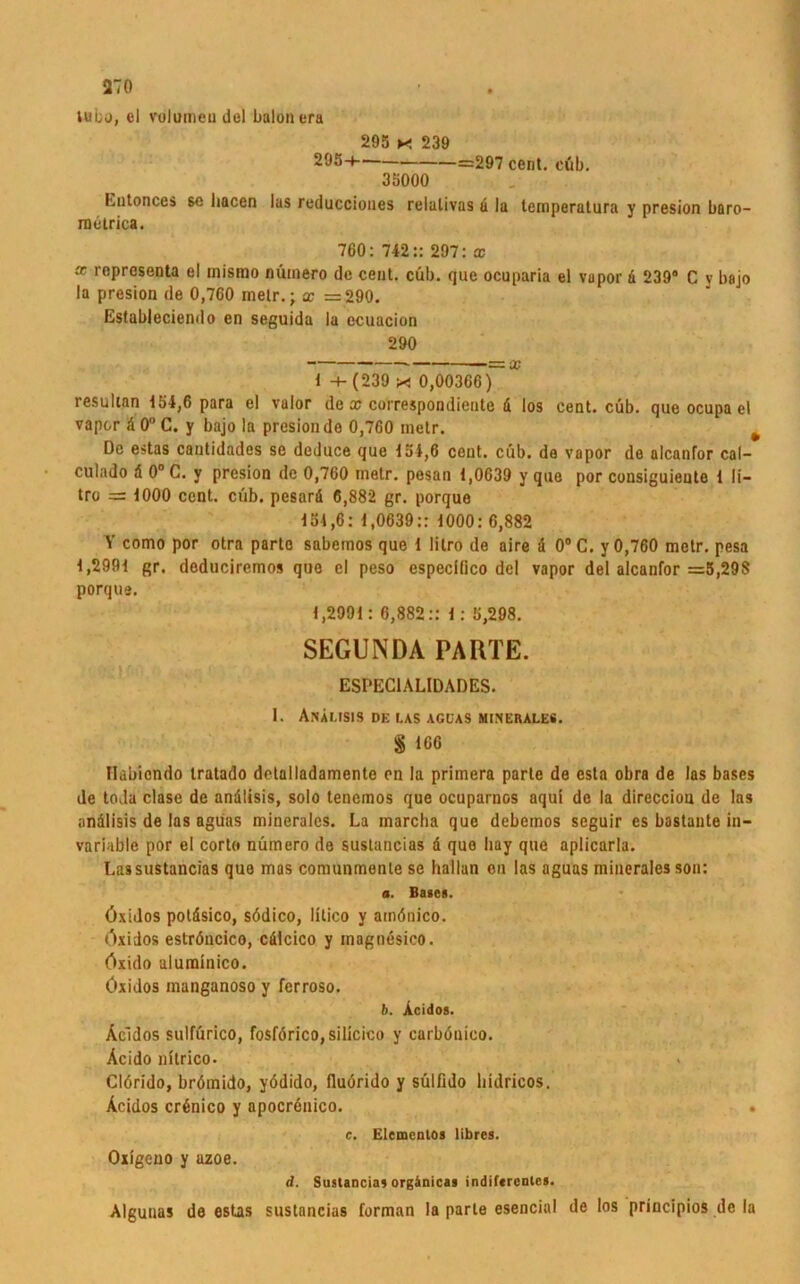 270
tubo, el volumen del balon era
295 × 239
295+————=297 cent. cúb.
35000
Entonces se hacen las reducciones relativas á la temperatura y presion baro-
métrica.
760: 742:: 297: x
x representa el mismo número de cent. cúb. que ocuparia el vapor á 239° C y bajo
la presion de 0,760 metr.; x =290.
Estableciendo en seguida la ecuacion
290
————————=x
1 + (239 × 0,00366)
resultan 154,6 para el valor de x correspondiente á los cent. cúb. que ocupa el
vapor á 0° C. y bajo la presion de 0,760 metr.
De estas cantidades se deduce que 154,6 cent. cúb. de vapor de alcanfor cal-
culado á 0° C. y presion de 0,760 metr. pesan 1,0639 y que por consiguiente 1 lí-
tro = 1000 cent. cúb. pesará 6,882 gr. porque
154,6: 1,0639:: 1000: 6,882
Y como por otra parte sabemos que 1 litro de aire á 0° C. y 0,760 metr. pesa
1,2991 gr. deduciremos que el peso específico del vapor del alcanfor =5,298
porque.
1,2991: 6,882:: 1: 5,298.
SEGUNDA PARTE.
ESPECIALIDADES.
I. ANÁLISIS DE LAS AGUAS MINERALES.
§ 166
Habiendo tratado detalladamente en la primera parte de esta obra de las bases
de toda clase de análisis, solo tenemos que ocuparnos aquí de la direccion de las
análisis de las aguas minerales. La marcha que debemos seguir es bastante in-
variable por el corto número de sustancias á que hay que aplicarla.
Las sustancias que mas comunmente se hallan en las aguas minerales son:
a. Bases.
Óxidos potásico, sódico, lítico y amónico.
Óxidos estróncico, cálcico y magnésico.
Óxido alumínico.
Óxidos manganoso y ferroso.
b. Ácidos.
Ácidos sulfúrico, fosfórico, silícico y carbónico.
Ácido nítrico.
Clórido, brómido, yódido, fluórido y súlfido hídricos.
Ácidos crénico y apocrénico.
c. Elementos libres.
Oxígeno y azoe.
d. Sustancias orgánicas indiferentes.
Algunas de estas sustancias forman la parte esencial de los principios de la